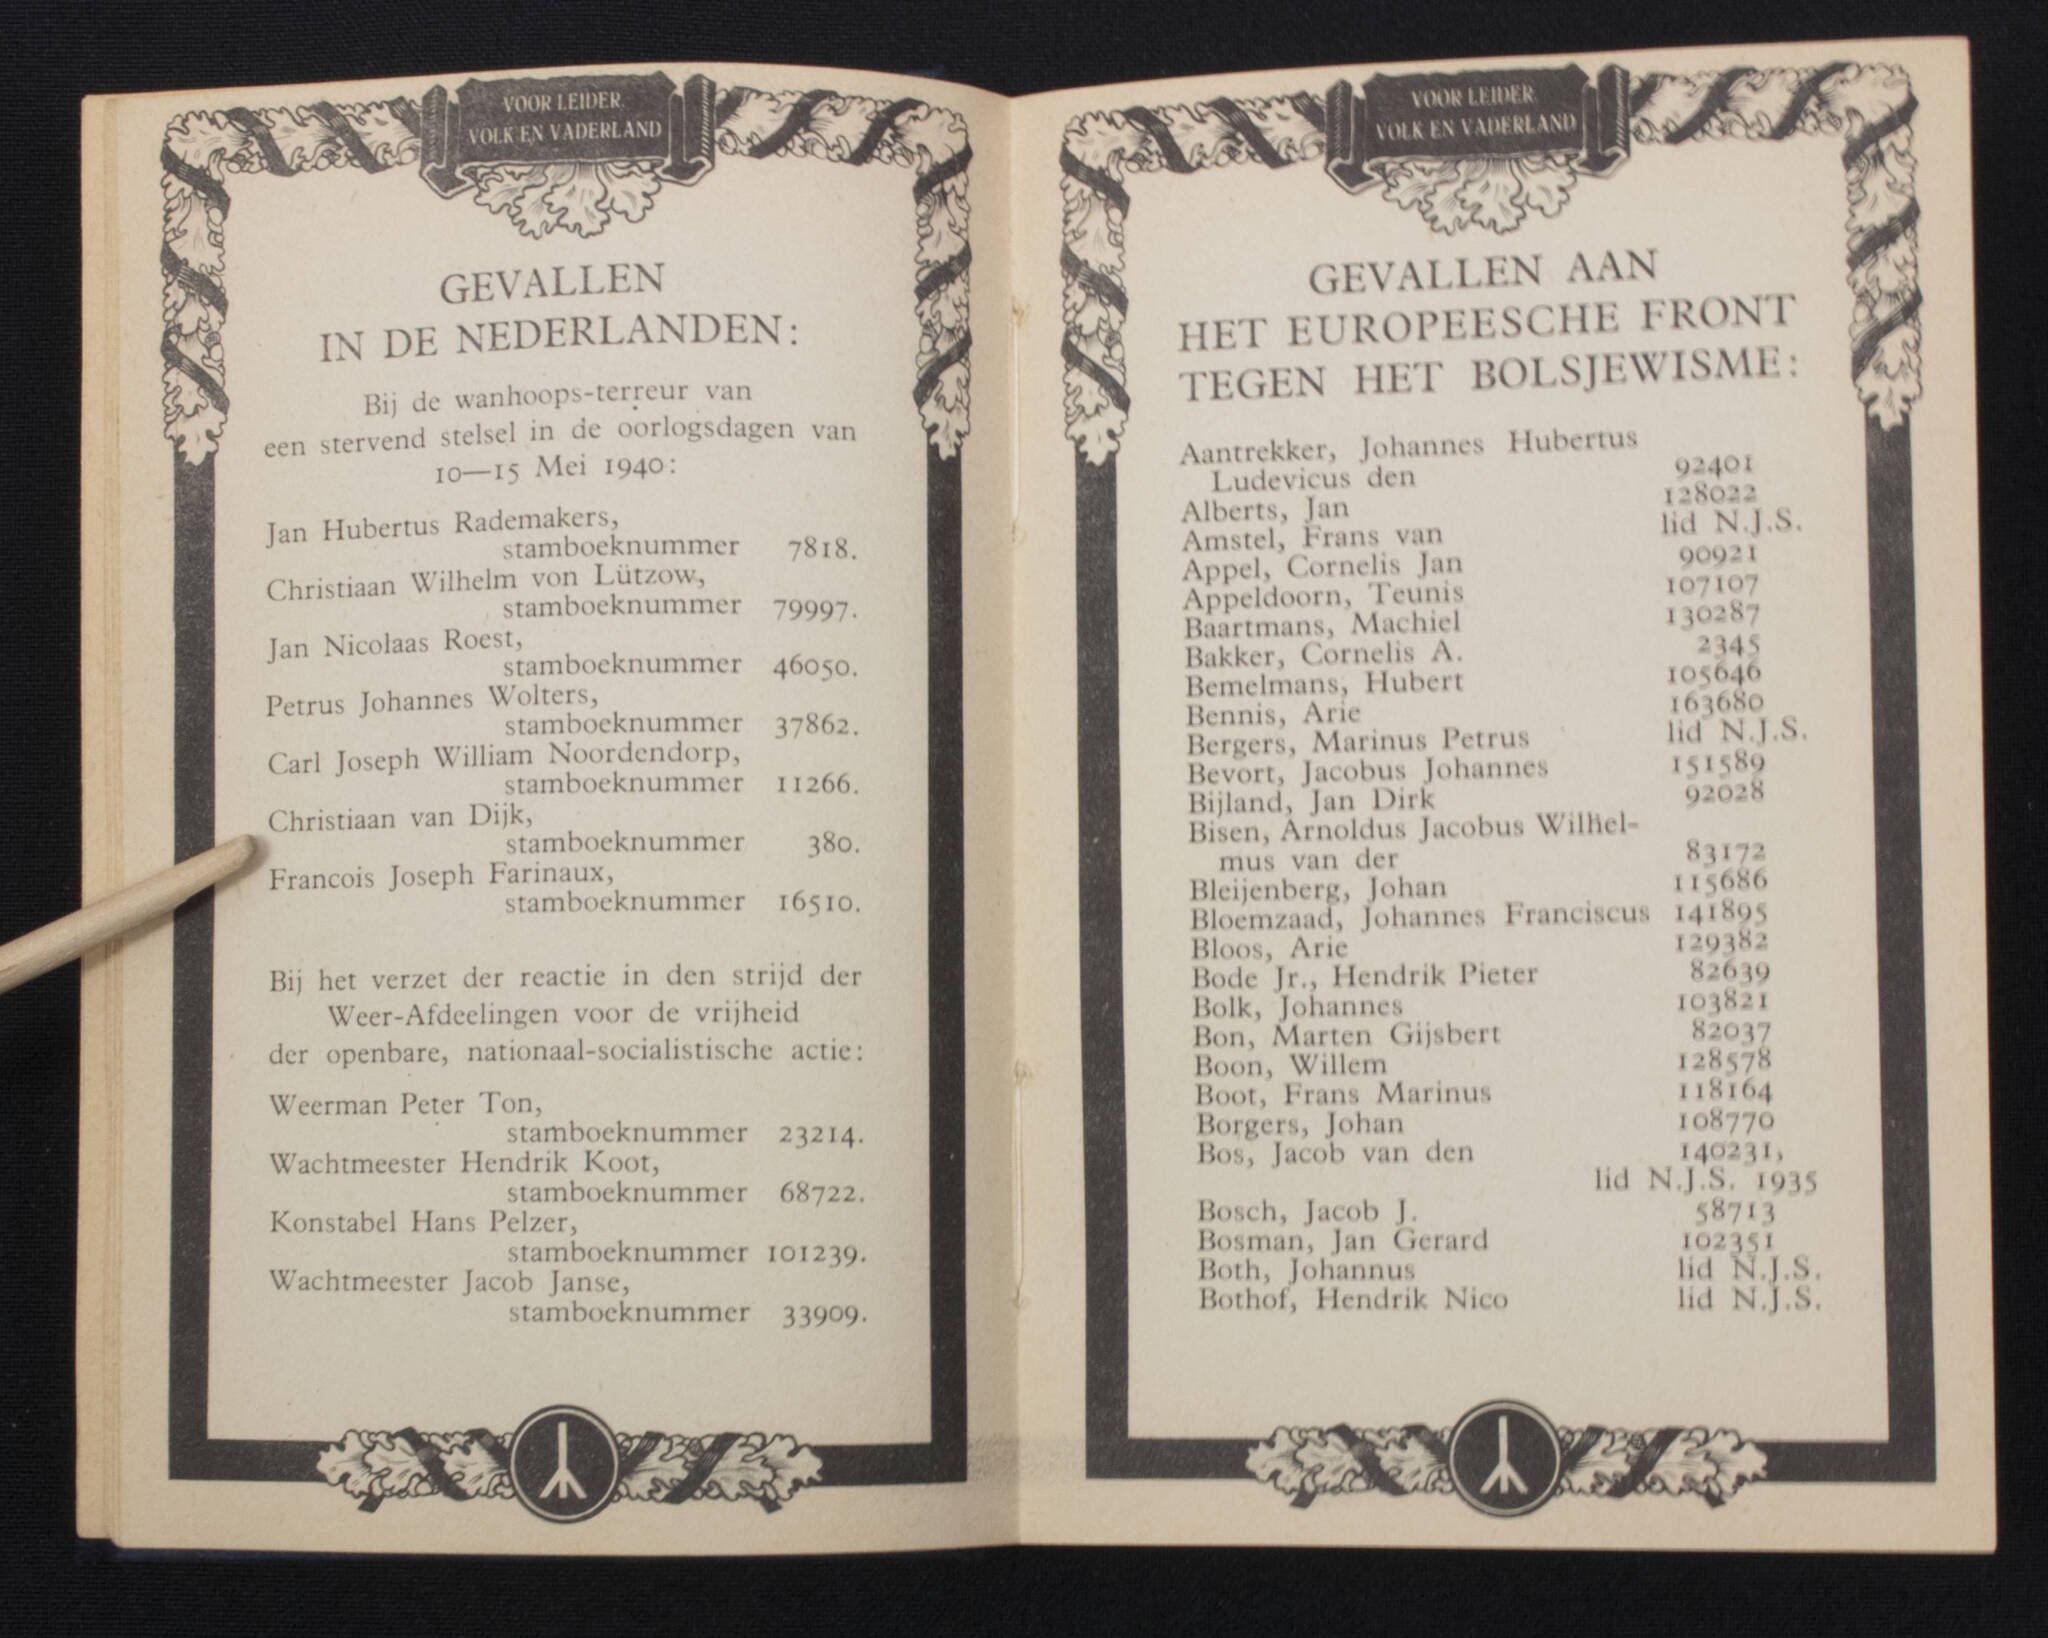 VOOR LEIDER,
VOLK EN VADERLAND
GEVALLEN
IN DE NEDERLANDEN:
Bij de wanhoops-terreur van
een stervend stelsel in de oorlogsdagen van
10—15 Mei 1940:
Jan Hubertus Rademakers,
stamboeknummer 7818.
Christiaan Wilhelm von Lützow,
stamboeknummer 79997.
Jan Nicolaas Roest,
stamboeknummer 46050.
Petrus Johannes Wolters,
stamboeknummer 37862.
Carl Joseph William Noordendorp,
stamboeknummer 11266.
Christiaan van Dijk,
stamboeknummer 380.
Francois Joseph Farinaux,
stamboeknummer 16510.
Bij het verzet der reactie in den strijd der
Weer-Afdeelingen voor de vrijheid
der openbare, nationaal-socialistische actie:
Weerman Peter Ton,
stamboeknummer 23214.
Wachtmeester Hendrik Koot,
stamboeknummer 68722.
Konstabel Hans Pelzer,
stamboeknummer 101239.
Wachtmeester Jacob Janse,
stamboeknummer 33909.
VOOR LEIDER,
VOLK EN VADERLAND
GEVALLEN AAN
HET EUROPEESCHE FRONT
TEGEN HET BOLSJEWISME:
Aantrekker, Johannes Hubertus
Ludevicus den 92401
Alberts, Jan 128022
Amstel, Frans van lid N.J.S.
Appel, Cornelis Jan 90921
Appeldoorn, Teunis 107107
Baartmans, Machiel 130287
Bakker, Cornelis A. 2345
Bemelmans, Hubert 105646
Bennis, Arie 163680
Bergers, Marinus Petrus lid N.J.S.
Bevort, Jacobus Johannes 151589
Bijland, Jan Dirk 92028
Bisen, Arnoldus Jacobus Wilhel-
mus van der 83172
Bleijenberg, Johan 115686
Bloemzaad, Johannes Franciscus 141895
Bloos, Arie 129382
Bode Jr., Hendrik Pieter 82639
Bolk, Johannes 103821
Bon, Marten Gijsbert 82037
Boon, Willem 128578
Boot, Frans Marinus 118164
Borgers, Johan 108770
Bos, Jacob van den 140231,
lid N.J.S. 1935
Bosch, Jacob J. 58713
Bosman, Jan Gerard 102351
Both, Johannus lid N.J.S.
Bothof, Hendrik Nico lid N.J.S.